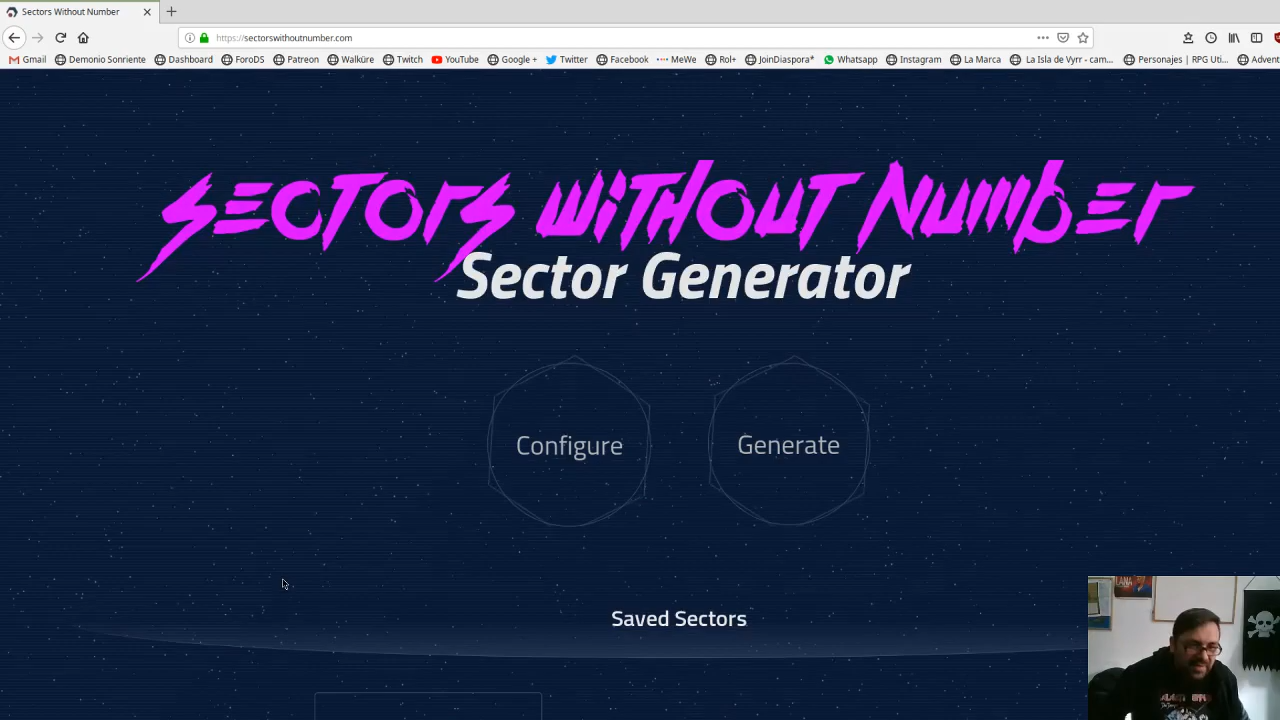 Sectors Without Number
https://sectorswithoutnumber.com
Gmail Demonio Sonriente Dashboard ForoDS Patreon Walküre Twitch YouTube Google + Twitter Facebook MeWe Rol+ JoinDiaspora* Whatsapp Instagram La Marca La Isla de Vyrr - cam... Personajes | RPG Uti... Advent
Sectors Without Number
Sector Generator
Configure
Generate
Saved Sectors